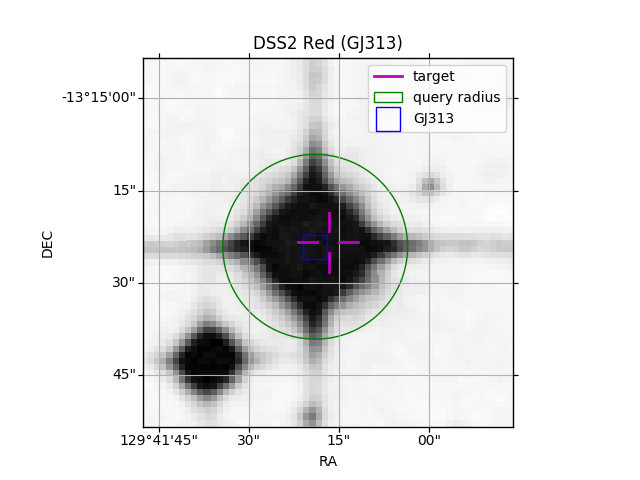 DSS2 Red (GJ313)
target
query radius
GJ313
-13°15'00"
15"
30"
45"
DEC
129°41'45" 30" 15" 00"
RA